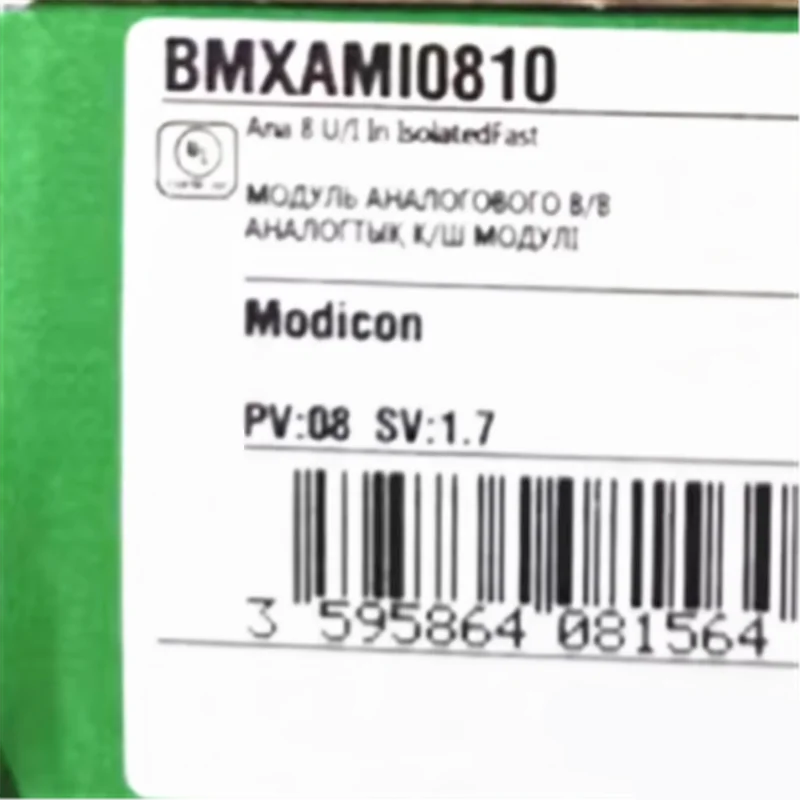 BMXAMI0810
Ana 8 U/I In IsolatedFast
МОДУЛЬ АНАЛОГОВОГО В/В
АНАЛОГТЫҚ К/Ш МОДУЛІ
Modicon
PV:08 SV:1.7
3 595864 081564